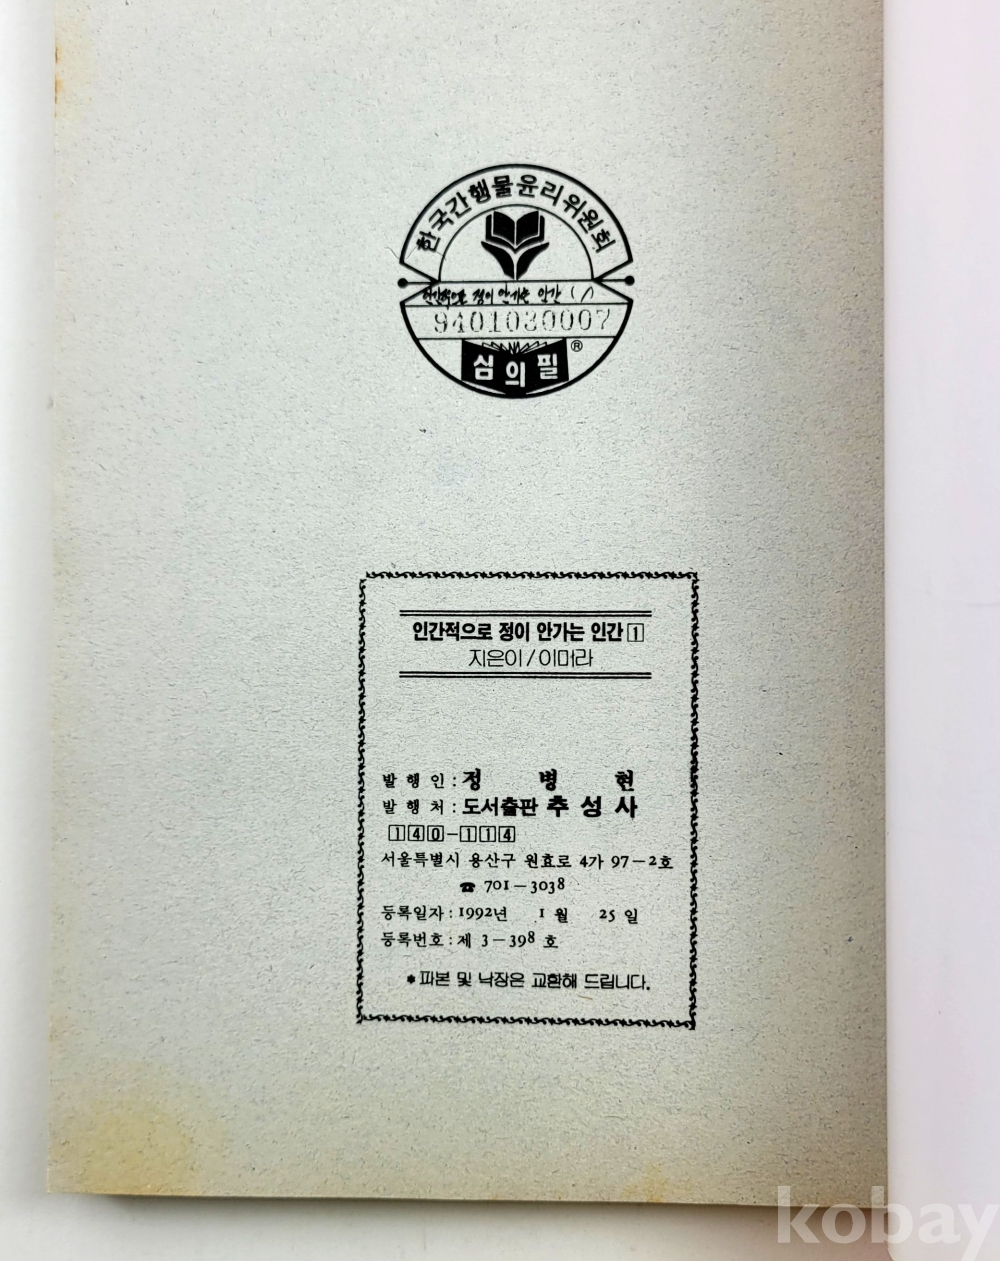 한국간행물윤리위원회
인간적으로 정이 안가는 인간 (1)
9401030007
심의필 ®
인간적으로 정이 안가는 인간 1
지은이/이머라
발행인 : 정 병 현
발행처 : 도서출판 추성사
140-114
서울특별시 용산구 원효로 4가 97-2호
☎ 701-3038
등록일자 : 1992년 1월 25일
등록번호 : 제 3-398 호
* 파본 및 낙장은 교환해 드립니다.
kobay